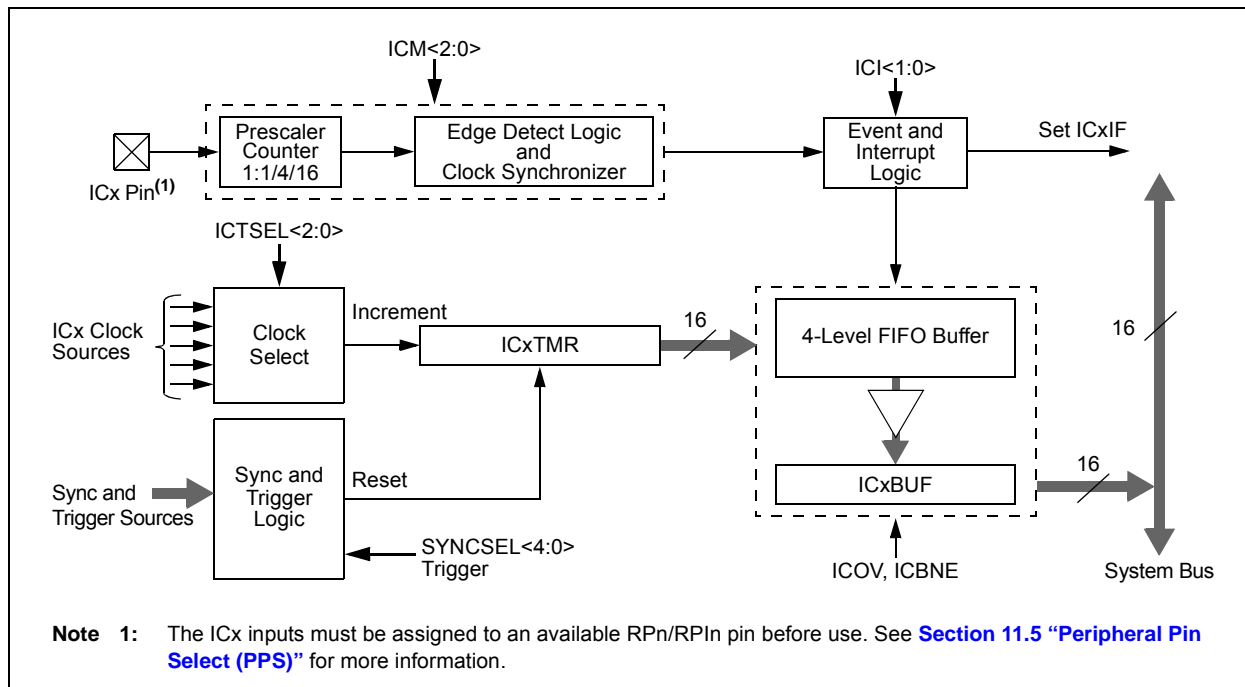 ICM<2:0>
ICI<1:0>
Prescaler
Counter
1:1/4/16
Edge Detect Logic
and
Clock Synchronizer
Event and
Interrupt
Logic
Set ICxIF
ICx Pin(1)
ICTSEL<2:0>
ICx Clock
Sources
Clock
Select
Increment
ICxTMR
16
4-Level FIFO Buffer
16
Sync and
Trigger Sources
Sync and
Trigger
Logic
Reset
ICxBUF
16
SYNCSEL<4:0>
Trigger
ICOV, ICBNE
System Bus
Note 1: The ICx inputs must be assigned to an available RPn/RPIn pin before use. See Section 11.5 “Peripheral Pin
Select (PPS)” for more information.